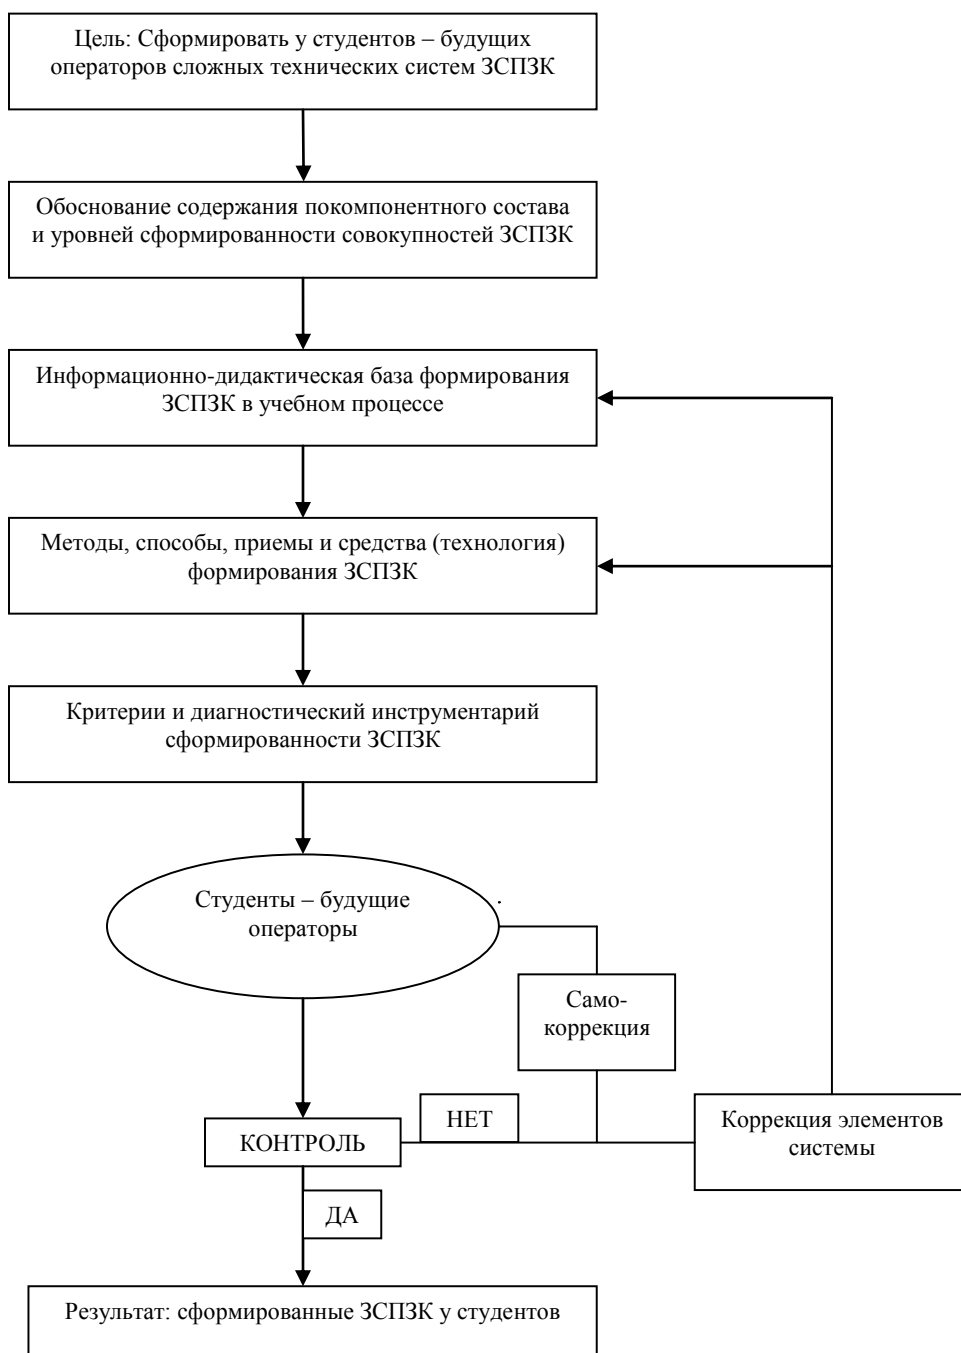 Цель: Сформировать у студентов – будущих
операторов сложных технических систем ЗСПЗК
Обоснование содержания покомпонентного состава
и уровней сформированности совокупностей ЗСПЗК
Информационно-дидактическая база формирования
ЗСПЗК в учебном процессе
Методы, способы, приемы и средства (технология)
формирования ЗСПЗК
Критерии и диагностический инструментарий
сформированности ЗСПЗК
Студенты – будущие
операторы
.
Само-
коррекция
НЕТ
КОНТРОЛЬ
Коррекция элементов
системы
ДА
Результат: сформированные ЗСПЗК у студентов